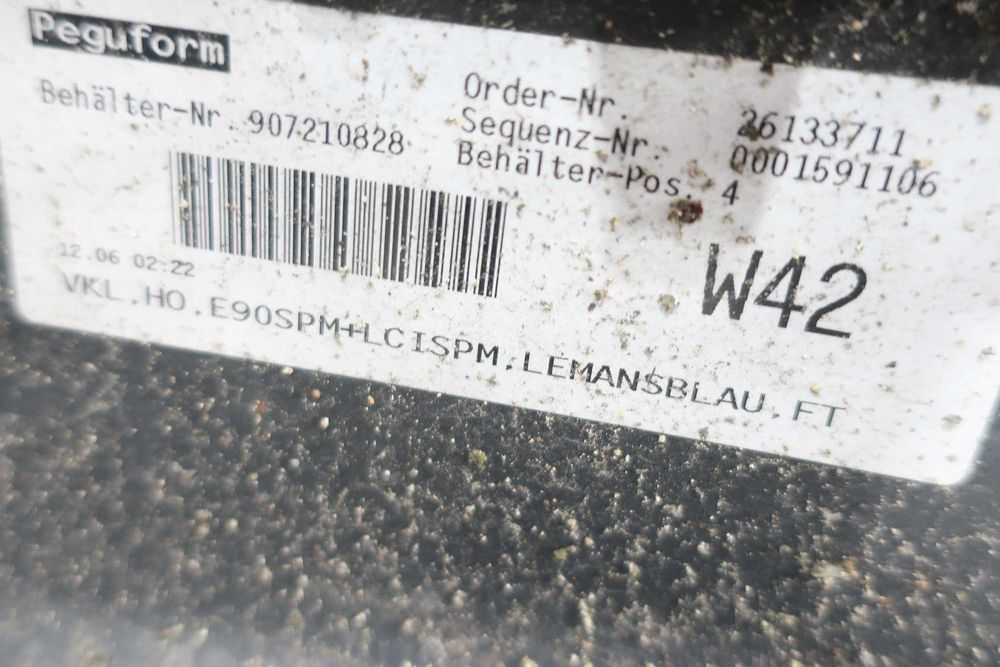 Peguform
Behälter-Nr. 907210828
Order-Nr. 26133711
Sequenz-Nr. 0001591106
Behälter-Pos. 4
W42
12.06 02:22
VKL.HO.E90SPM+LCISPM.LEMANSBLAU.FT